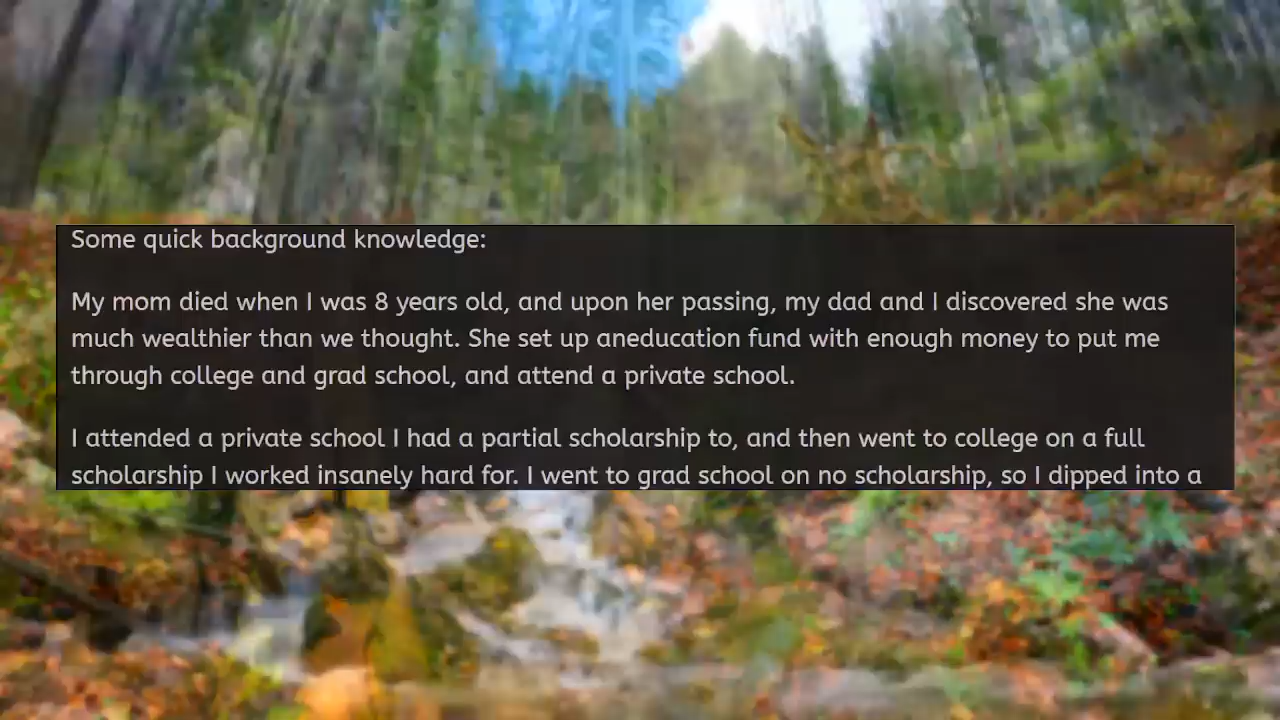 Some quick background knowledge:
My mom died when I was 8 years old, and upon her passing, my dad and I discovered she was
much wealthier than we thought. She set up aneducation fund with enough money to put me
through college and grad school, and attend a private school.
I attended a private school I had a partial scholarship to, and then went to college on a full
scholarship I worked insanely hard for. I went to grad school on no scholarship, so I dipped into a